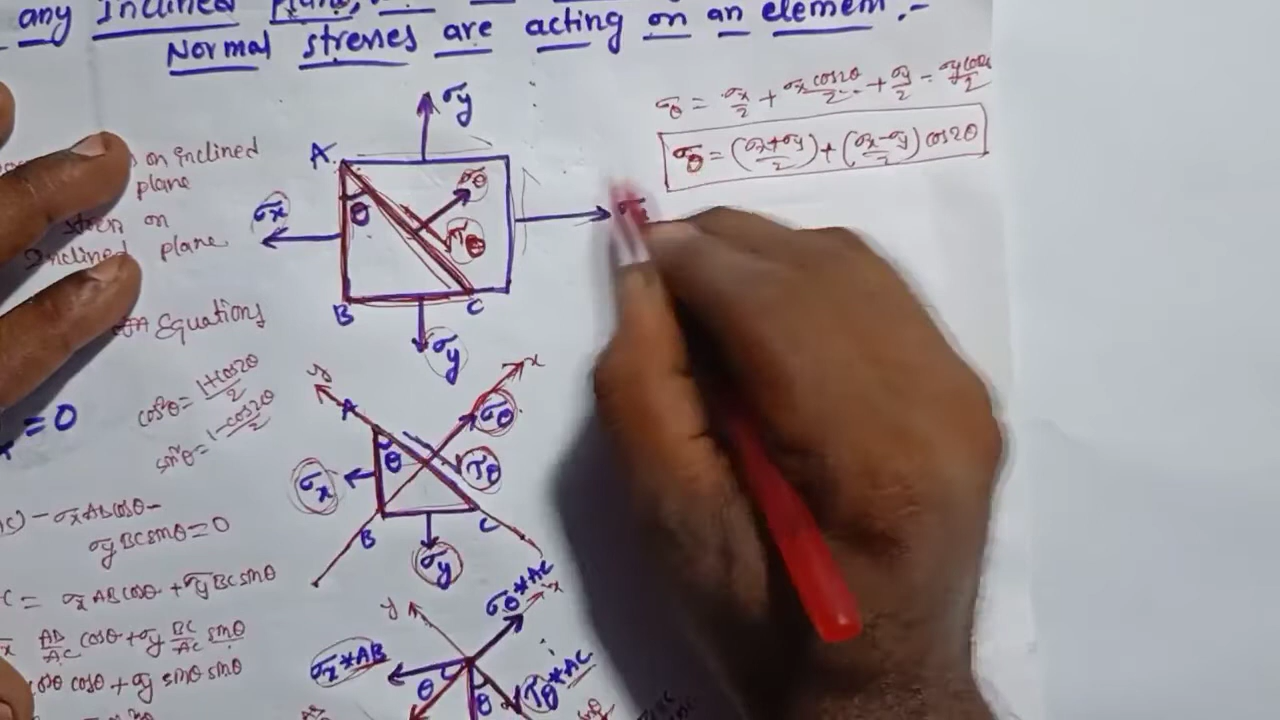 any Inclined Plane,
Normal stresses are acting on an element.-
on inclined
plane
on
Inclined plane
Equations
=0
cos²θ = 1+cos2θ/2
sin²θ = 1-cos2θ/2
- σx AB cosθ -
σy BC sinθ = 0
= σx AB cosθ + σy BC sinθ
AB/AC cosθ + σy BC/AC sinθ
cosθ + σy sinθ sinθ
σy
A
σx
θ
σθ
τθ
B
C
σy
y
x
A
σθ
θ
σx
τθ
B
C
σy
σθ*AC
y
x
σx*AB
θ
θ
τθ*AC
σθ = σx/2 + σx cos2θ/2 + σy/2 - σy cos2θ/2
σθ = (σx+σy/2) + (σx-σy/2) cos2θ